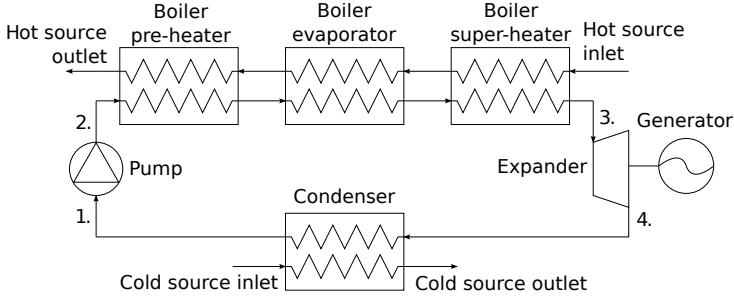 Boiler
pre-heater
Boiler
evaporator
Boiler
super-heater
Hot source
outlet
Hot source
inlet
2.
3.
Generator
Pump
Expander
1.
Condenser
4.
Cold source inlet
Cold source outlet